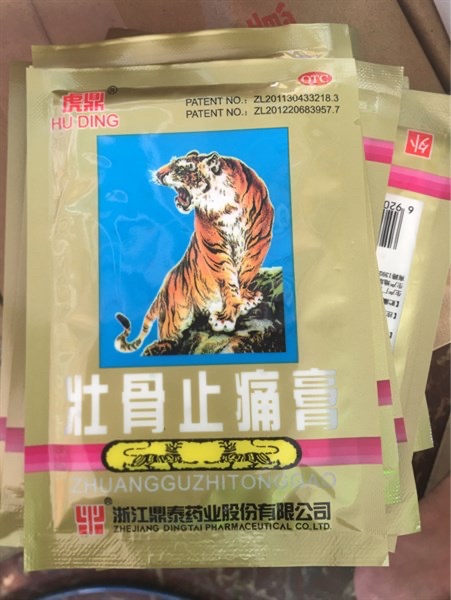 虎鼎®
HU DING
OTC
PATENT NO.: ZL201130433218.3
PATENT NO.: ZL201220683957.7
壮骨止痛膏
ZHUANGGUZHITONGGAO
浙江鼎泰药业股份有限公司
ZHEJIANG DINGTAI PHARMACEUTICAL CO.,LTD.
外